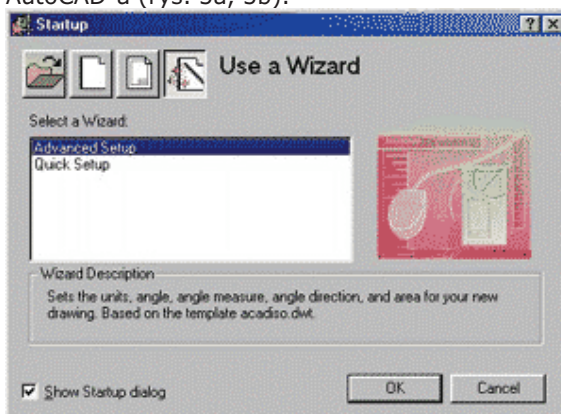 AutoCAD-a (rys. 5a, 5b).
Startup
Use a Wizard
Select a Wizard:
Advanced Setup
Quick Setup
Wizard Description
Sets the units, angle, angle measure, angle direction, and area for your new
drawing. Based on the template acadiso.dwt.
Show Startup dialog
OK Cancel